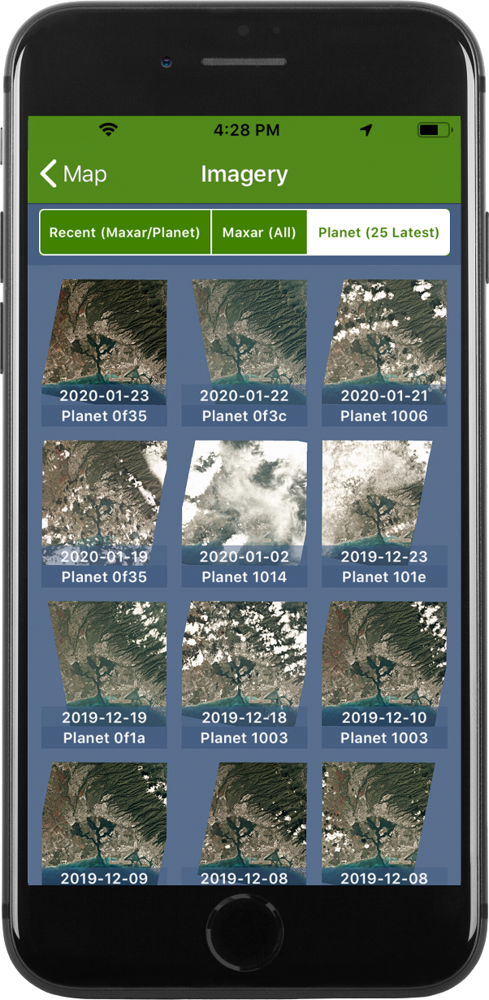 4:28 PM
Map
Imagery
Recent (Maxar/Planet)
Maxar (All)
Planet (25 Latest)
2020-01-23
Planet 0f35
2020-01-22
Planet 0f3c
2020-01-21
Planet 1006
2020-01-19
Planet 0f35
2020-01-02
Planet 1014
2019-12-23
Planet 101e
2019-12-19
Planet 0f1a
2019-12-18
Planet 1003
2019-12-10
Planet 1003
2019-12-09
2019-12-08
2019-12-08